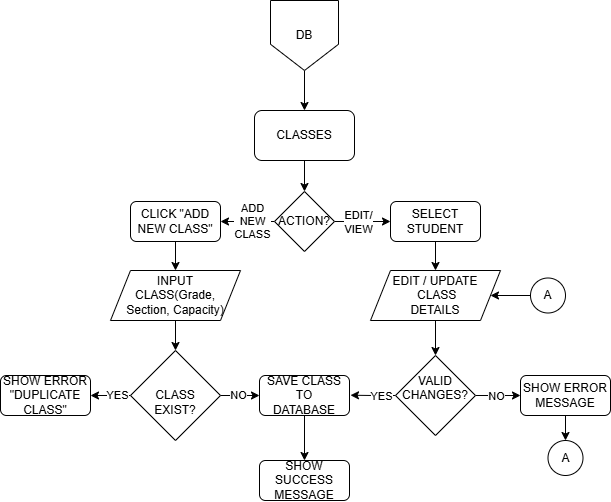 DB
CLASSES
ACTION?
ADD
NEW
CLASS
EDIT/
VIEW
CLICK "ADD
NEW CLASS"
SELECT
STUDENT
INPUT
CLASS(Grade,
Section, Capacity)
EDIT / UPDATE
CLASS
DETAILS
A
SHOW ERROR
"DUPLICATE
CLASS"
YES
CLASS
EXIST?
NO
SAVE CLASS
TO
DATABASE
YES
VALID
CHANGES?
NO
SHOW ERROR
MESSAGE
SHOW
SUCCESS
MESSAGE
A